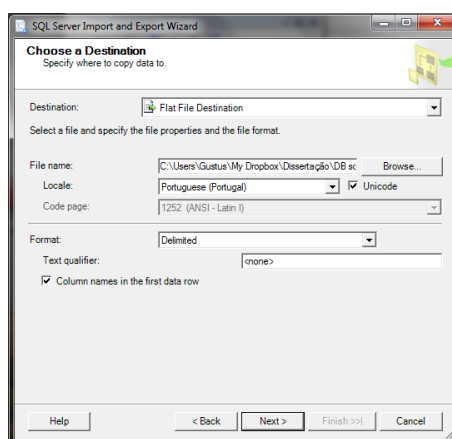 SQL Server Import and Export Wizard
Choose a Destination
Specify where to copy data to.
Destination: Flat File Destination
Select a file and specify the file properties and the file format.
File name: C:\Users\Gustus\My Dropbox\Dissertação\DB sc Browse...
Locale: Portuguese (Portugal) Unicode
Code page: 1252 (ANSI - Latin I)
Format: Delimited
Text qualifier: <none>
Column names in the first data row
Help < Back Next > Finish >>| Cancel